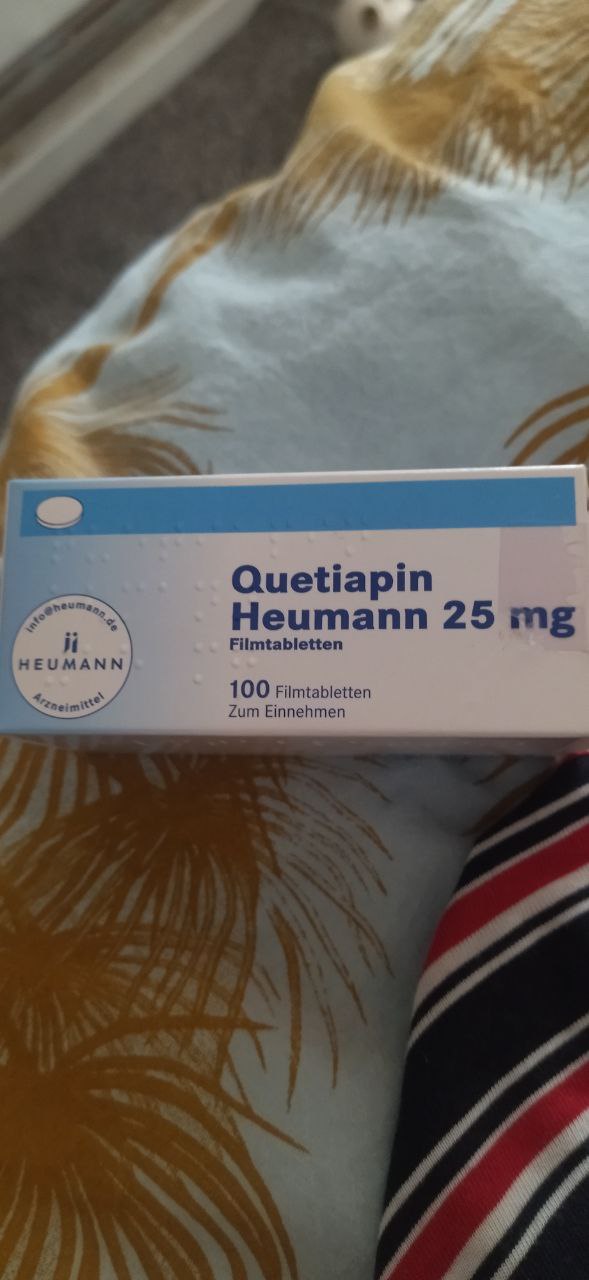 Quetiapin
Heumann 25 mg
Filmtabletten
100 Filmtabletten
Zum Einnehmen
info@heumann.de
HEUMANN
Arzneimittel